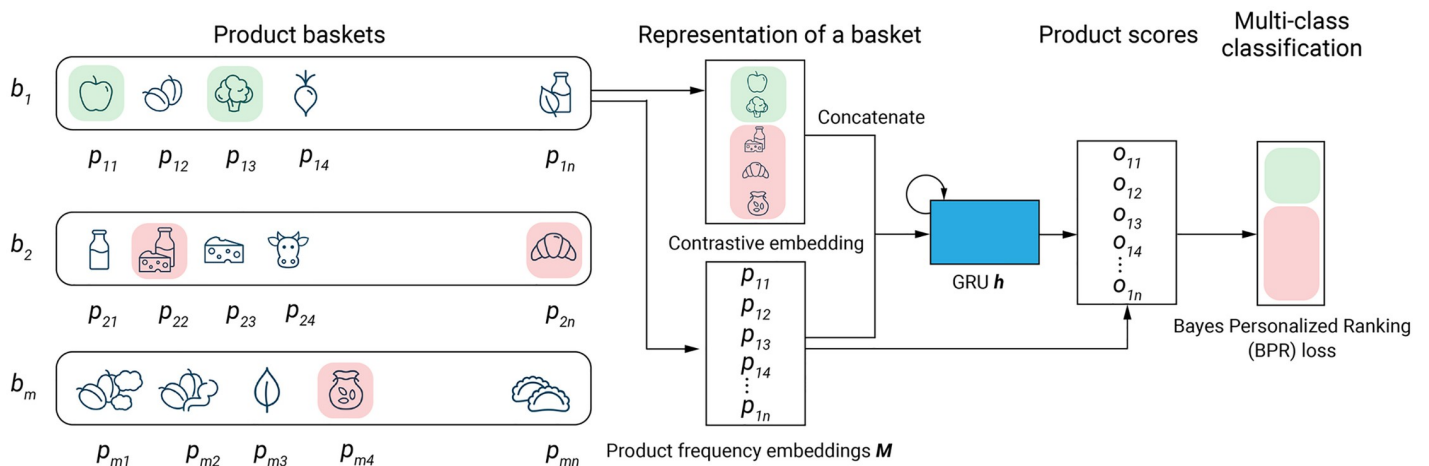 Product baskets
Representation of a basket
Product scores
Multi-class
classification
b1
p11 p12 p13 p14 p1n
b2
p21 p22 p23 p24 p2n
bm
pm1 pm2 pm3 pm4 pmn
Concatenate
Contrastive embedding
p11
p12
p13
p14
p1n
Product frequency embeddings M
GRU h
o11
o12
o13
o14
o1n
Bayes Personalized Ranking
(BPR) loss